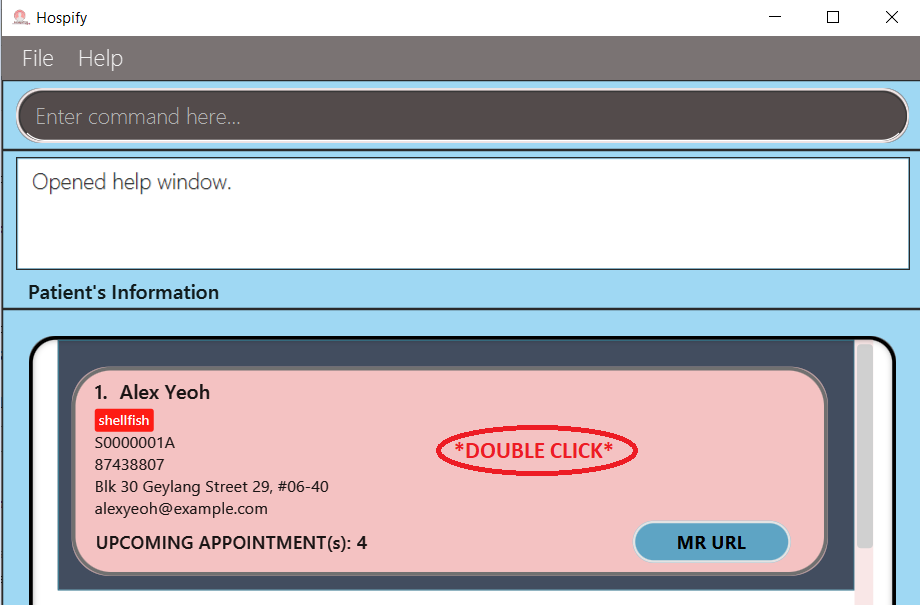 Hospify
File Help
Enter command here...
Opened help window.
Patient's Information
1. Alex Yeoh
shellfish
S0000001A
87438807
Blk 30 Geylang Street 29, #06-40
alexyeoh@example.com
*DOUBLE CLICK*
UPCOMING APPOINTMENT(s): 4
MR URL